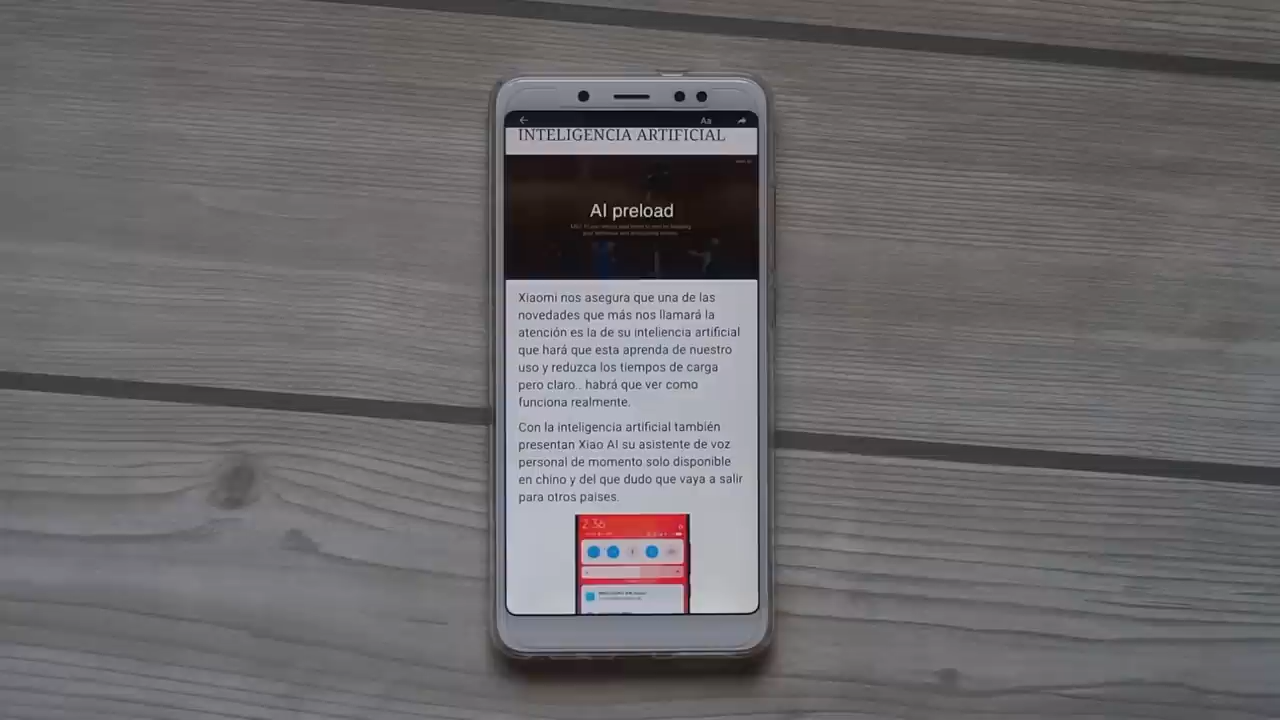 Aa
INTELIGENCIA ARTIFICIAL
AI preload
Xiaomi nos asegura que una de las
novedades que más nos llamará la
atención es la de su inteliencia artificial
que hará que esta aprenda de nuestro
uso y reduzca los tiempos de carga
pero claro.. habrá que ver como
funciona realmente.
Con la inteligencia artificial también
presentan Xiao AI su asistente de voz
personal de momento solo disponible
en chino y del que dudo que vaya a salir
para otros paises.
2:36